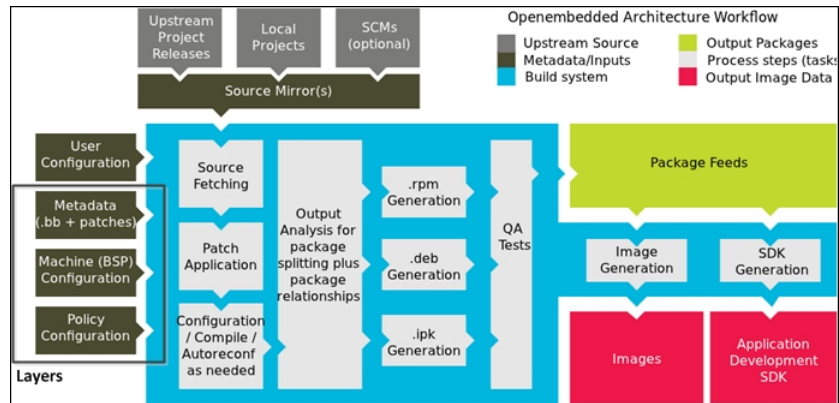 Openembedded Architecture Workflow
Upstream Source
Metadata/Inputs
Build system
Output Packages
Process steps (tasks
Output Image Data
Upstream
Project
Releases
Local
Projects
SCMs
(optional)
Source Mirror(s)
User
Configuration
Metadata
(.bb + patches)
Machine (BSP)
Configuration
Policy
Configuration
Layers
Source
Fetching
Patch
Application
Configuration
/ Compile /
Autoreconf
as needed
Output
Analysis for
package
splitting plus
package
relationships
.rpm
Generation
.deb
Generation
.ipk
Generation
QA
Tests
Package Feeds
Image
Generation
SDK
Generation
Images
Application
Development
SDK